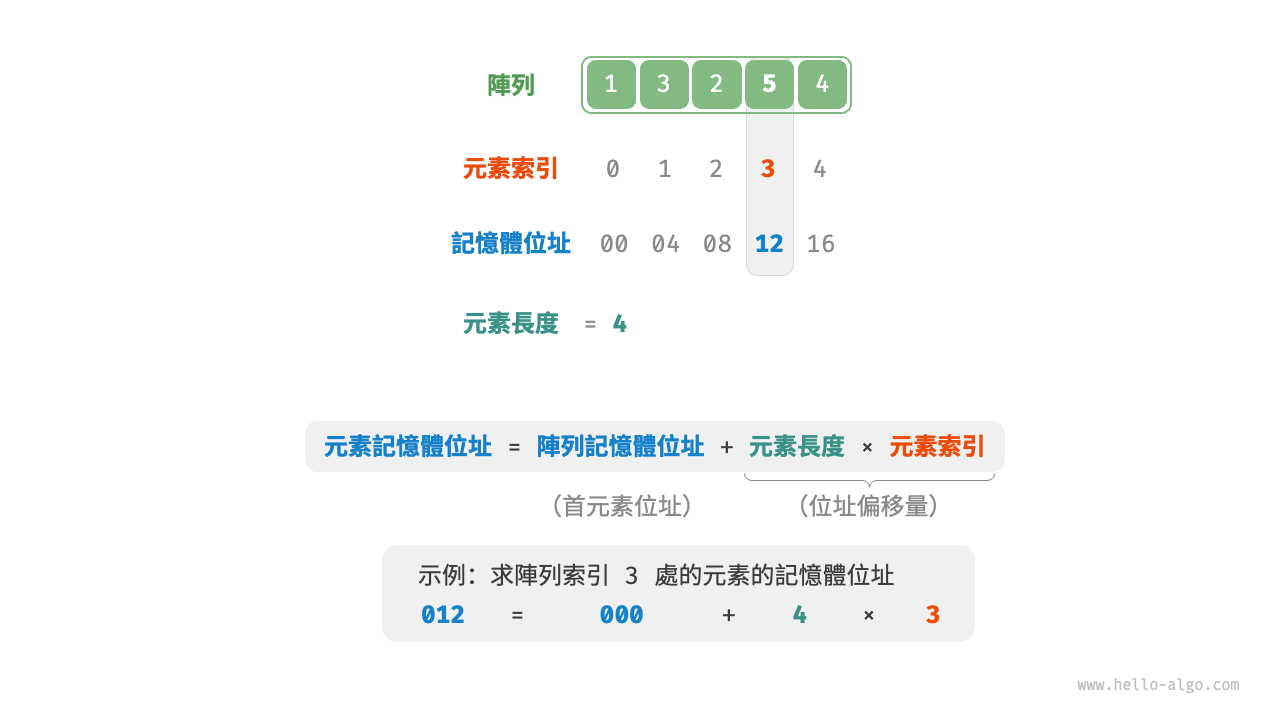 陣列 1 3 2 5 4
元素索引 0 1 2 3 4
記憶體位址 00 04 08 12 16
元素長度 = 4
元素記憶體位址 = 陣列記憶體位址 + 元素長度 × 元素索引
（首元素位址） （位址偏移量）
示例：求陣列索引 3 處的元素的記憶體位址
012 = 000 + 4 × 3
www.hello-algo.com